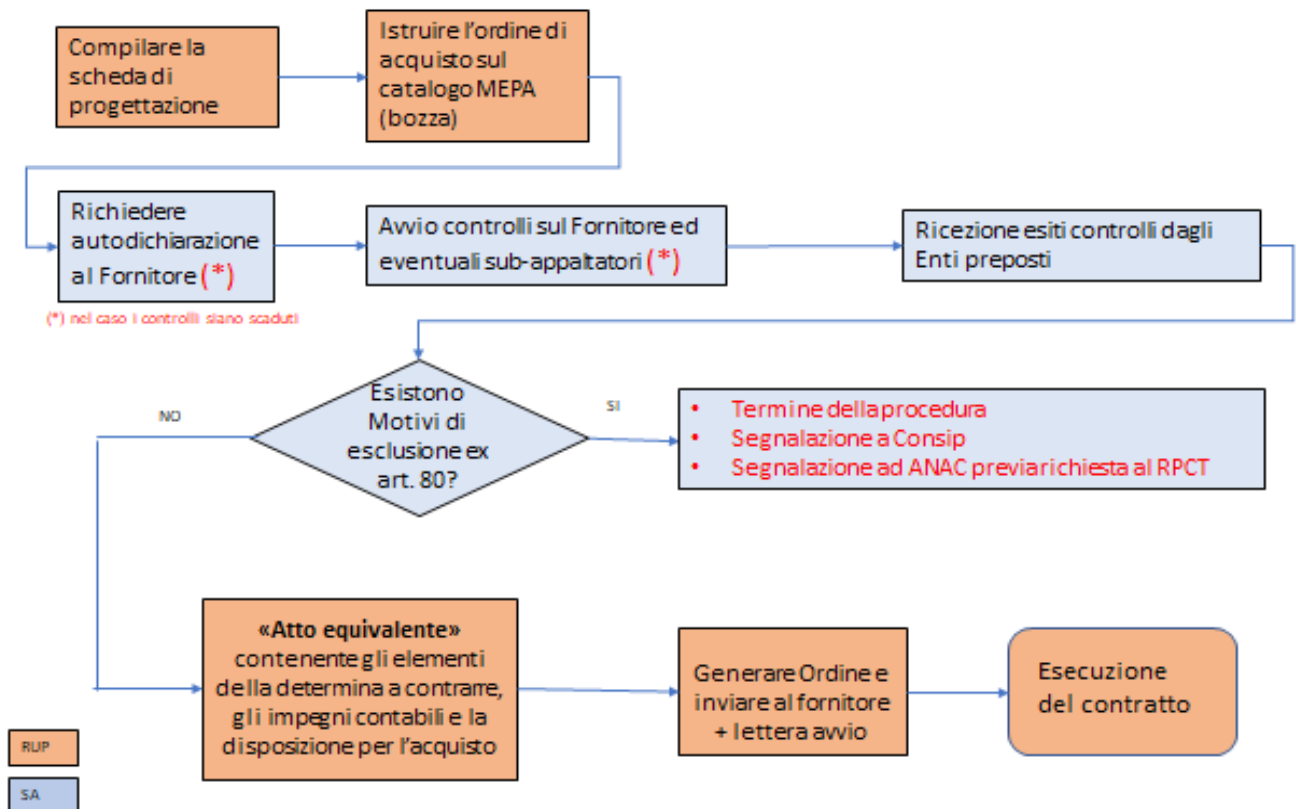 Compilare la
scheda di
progettazione
Istruire l'ordine di
acquisto sul
catalogo MEPA
(bozza)
Richiedere
autodichiarazione
al Fornitore (*)
(*) nel caso i controlli siano scaduti
Avvio controlli sul Fornitore ed
eventuali sub-appaltatori (*)
Ricezione esiti controlli dagli
Enti preposti
Esistono
Motivi di
esclusione ex
art. 80?
NO
SI
• Termine della procedura
• Segnalazione a Consip
• Segnalazione ad ANAC previa richiesta al RPCT
«Atto equivalente»
contenente gli elementi
della determina a contrarre,
gli impegni contabili e la
disposizione per l'acquisto
Generare Ordine e
inviare al fornitore
+ lettera avvio
Esecuzione
del contratto
RUP
SA